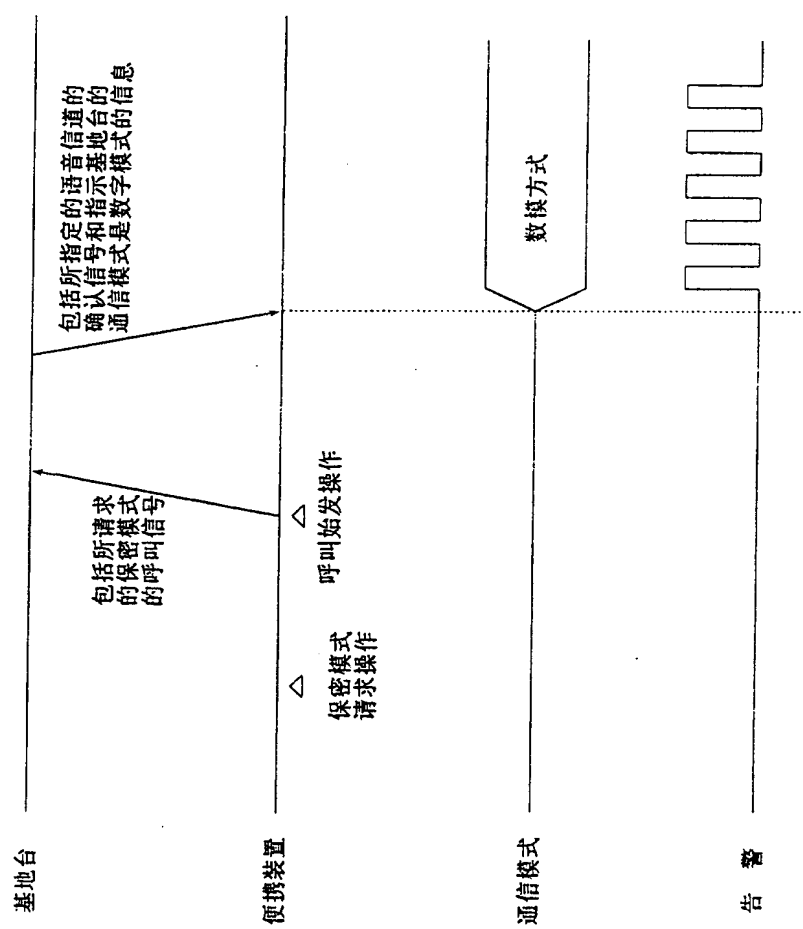 基地台
包括所请求
的保密模式
的呼叫信号
包括所指定的语音信道的
确认信号和指示基地台的
通信模式是数字模式的信息
便携装置
保密模式
请求操作
呼叫始发操作
通信模式
数模方式
告 警